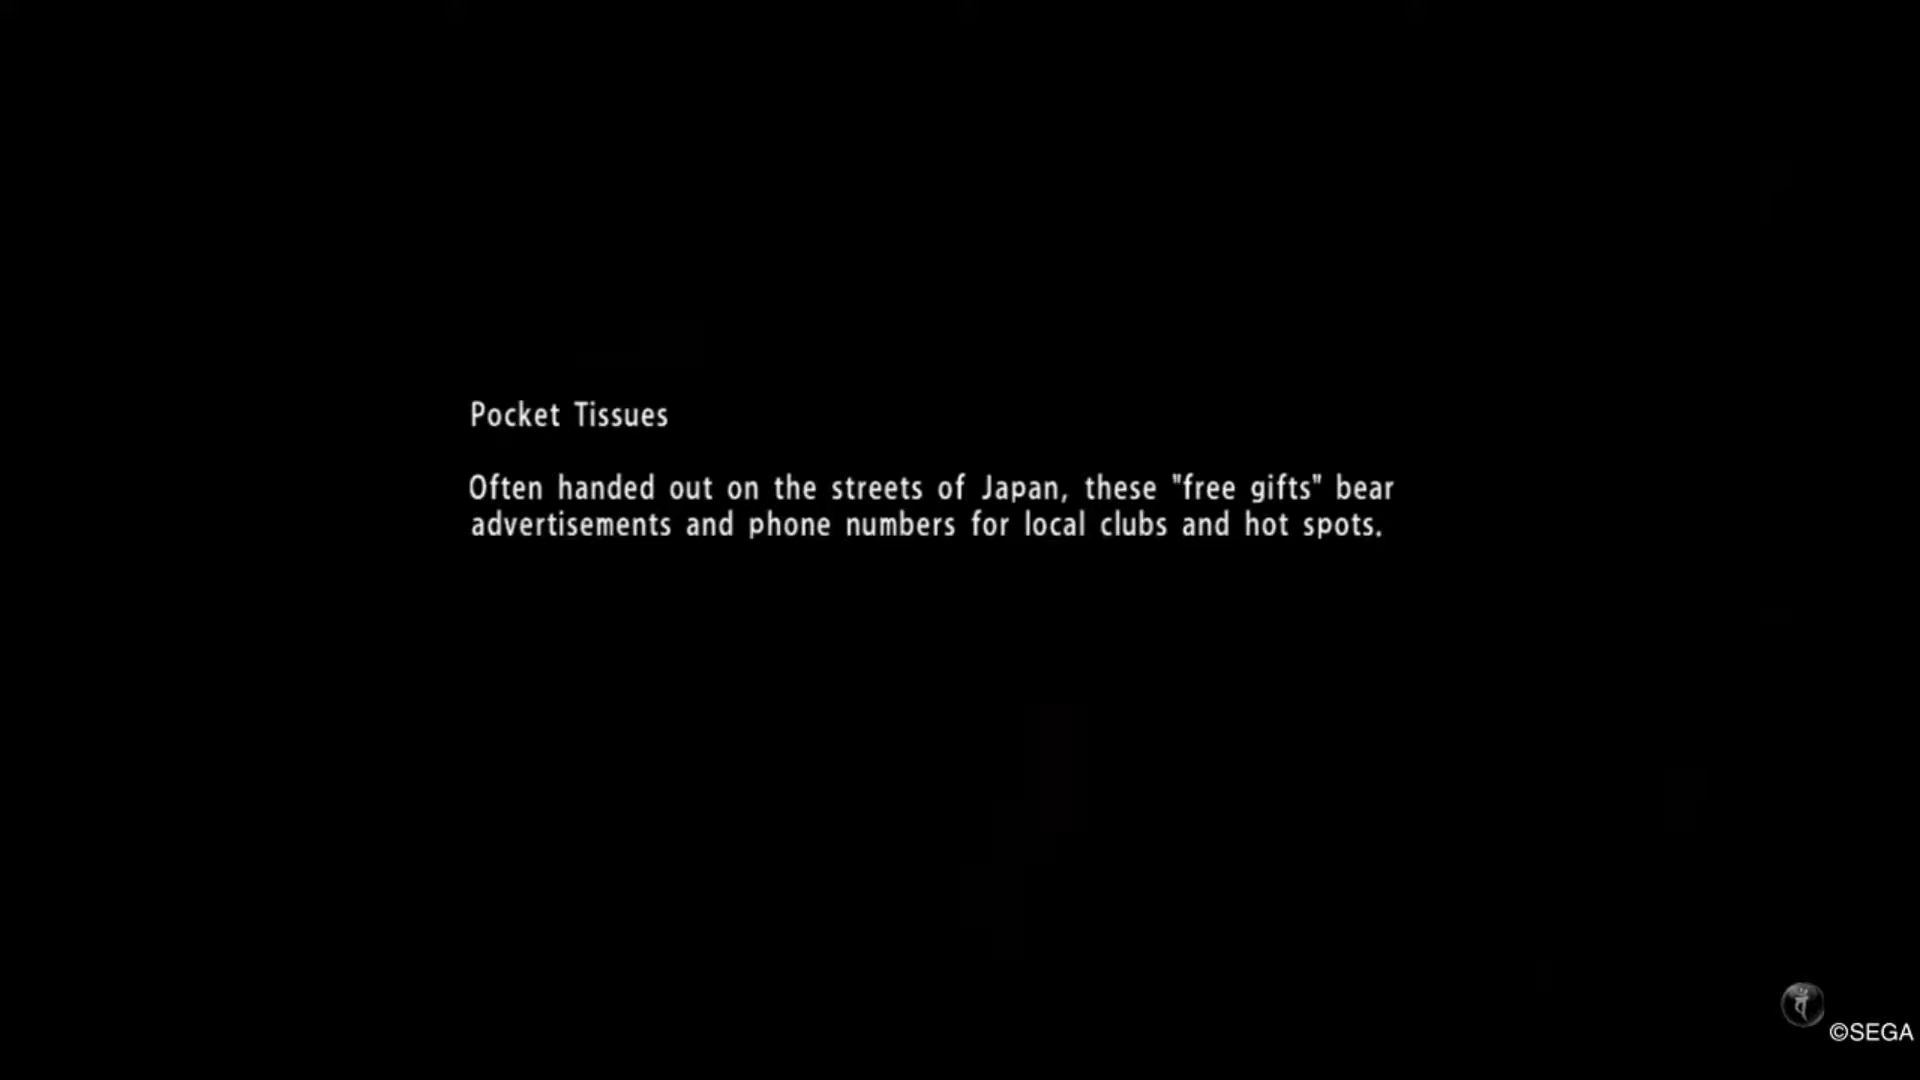 Pocket Tissues
Often handed out on the streets of Japan, these "free gifts" bear
advertisements and phone numbers for local clubs and hot spots.
©SEGA